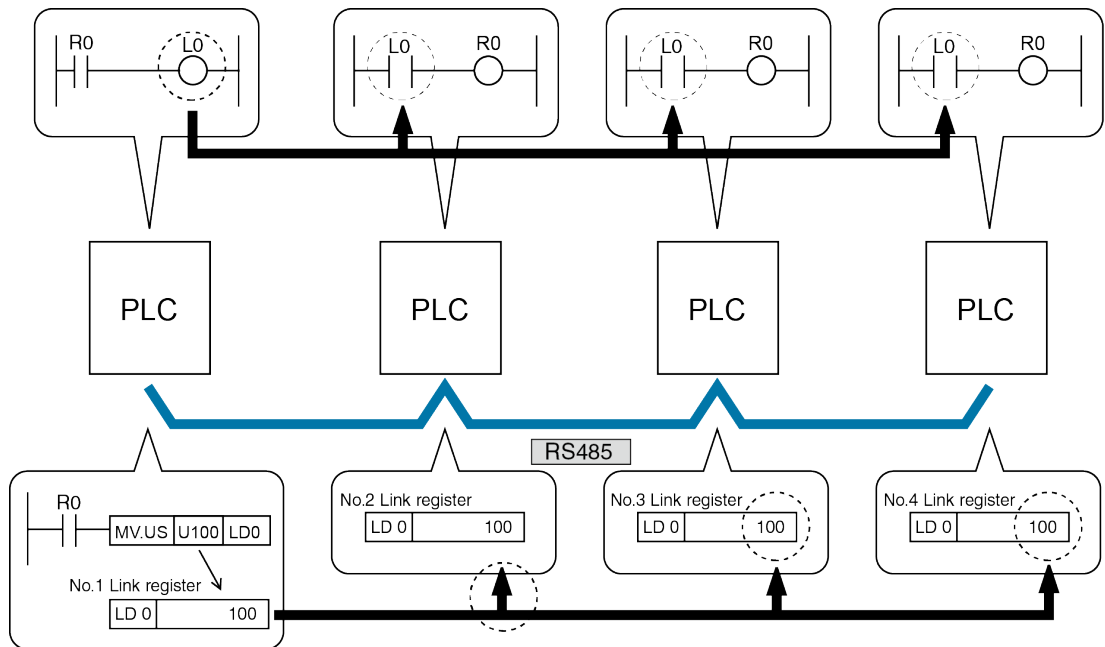 R0 L0
L0 R0
L0 R0
L0 R0
PLC
PLC
PLC
PLC
RS485
R0
MV.US U100 LD0
No.1 Link register
LD 0 100
No.2 Link register
LD 0 100
No.3 Link register
LD 0 100
No.4 Link register
LD 0 100